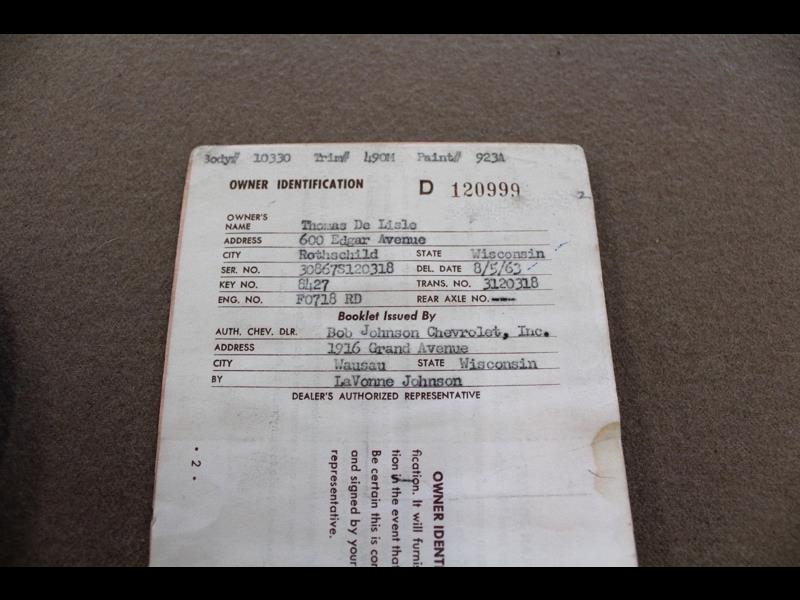 Body# 10330 Trim# 490M Paint# 923A
OWNER IDENTIFICATION D 120999
2
OWNER'S NAME Thomas De Lisle
ADDRESS 600 Edgar Avenue
CITY Rothschild STATE Wisconsin
SER. NO. 30867S120318 DEL. DATE 8/5/63
KEY NO. 8427 TRANS. NO. 3120318
ENG. NO. F0718 RD REAR AXLE NO. ----
Booklet Issued By
AUTH. CHEV. DLR. Bob Johnson Chevrolet, Inc.
ADDRESS 1916 Grand Avenue
CITY Wausau STATE Wisconsin
BY LaVonne Johnson
DEALER'S AUTHORIZED REPRESENTATIVE
• 2 •
OWNER IDENT
fication. It will furni
tion in the event that
Be certain this is cor
and signed by your
representative.